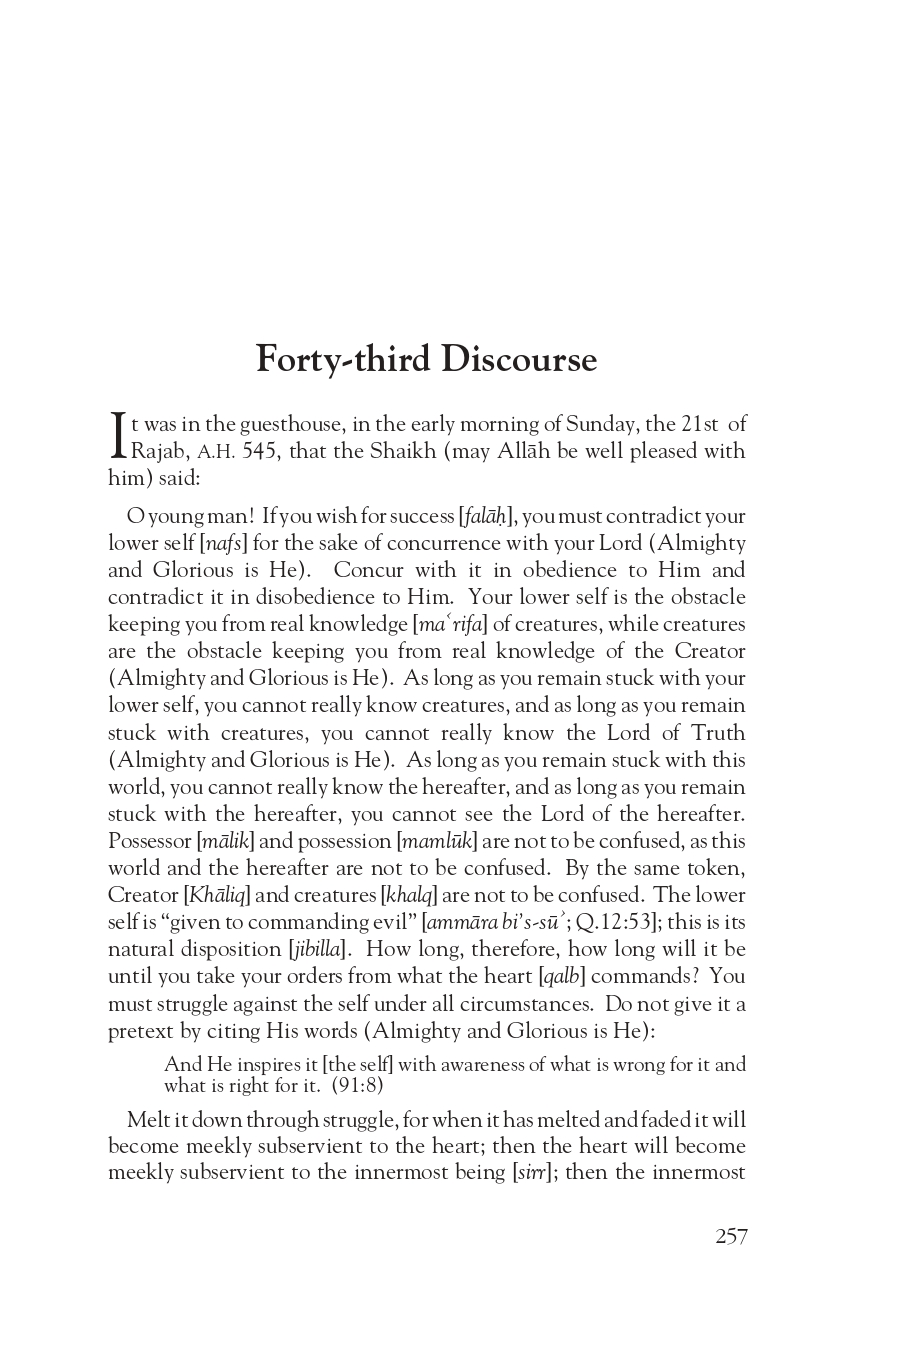 Forty-third Discourse
It was in the guesthouse, in the early morning of Sunday, the 21st of
Rajab, A.H. 545, that the Shaikh (may Allāh be well pleased with
him) said:
O young man! If you wish for success [falāḥ], you must contradict your
lower self [nafs] for the sake of concurrence with your Lord (Almighty
and Glorious is He). Concur with it in obedience to Him and
contradict it in disobedience to Him. Your lower self is the obstacle
keeping you from real knowledge [maʿrifa] of creatures, while creatures
are the obstacle keeping you from real knowledge of the Creator
(Almighty and Glorious is He). As long as you remain stuck with your
lower self, you cannot really know creatures, and as long as you remain
stuck with creatures, you cannot really know the Lord of Truth
(Almighty and Glorious is He). As long as you remain stuck with this
world, you cannot really know the hereafter, and as long as you remain
stuck with the hereafter, you cannot see the Lord of the hereafter.
Possessor [mālik] and possession [mamlūk] are not to be confused, as this
world and the hereafter are not to be confused. By the same token,
Creator [Khāliq] and creatures [khalq] are not to be confused. The lower
self is “given to commanding evil” [ammāra bi’s-sūʾ; Q.12:53]; this is its
natural disposition [jibilla]. How long, therefore, how long will it be
until you take your orders from what the heart [qalb] commands? You
must struggle against the self under all circumstances. Do not give it a
pretext by citing His words (Almighty and Glorious is He):
And He inspires it [the self] with awareness of what is wrong for it and
what is right for it. (91:8)
Melt it down through struggle, for when it has melted and faded it will
become meekly subservient to the heart; then the heart will become
meekly subservient to the innermost being [sirr]; then the innermost
257